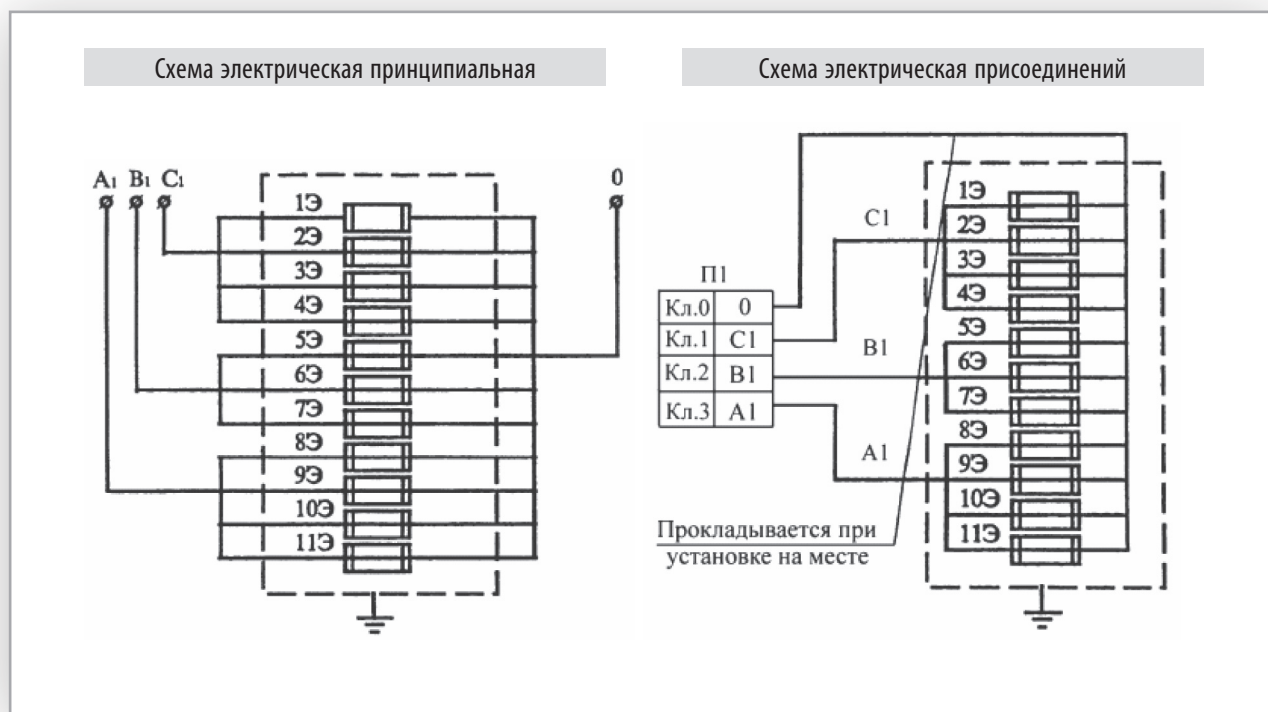 Схема электрическая принципиальная
A1 B1 C1
0
1Э
2Э
3Э
4Э
5Э
6Э
7Э
8Э
9Э
10Э
11Э
Схема электрическая присоединений
П1
Кл.0 0
Кл.1 C1
Кл.2 B1
Кл.3 A1
C1
B1
A1
1Э
2Э
3Э
4Э
5Э
6Э
7Э
8Э
9Э
10Э
11Э
Прокладывается при
установке на месте